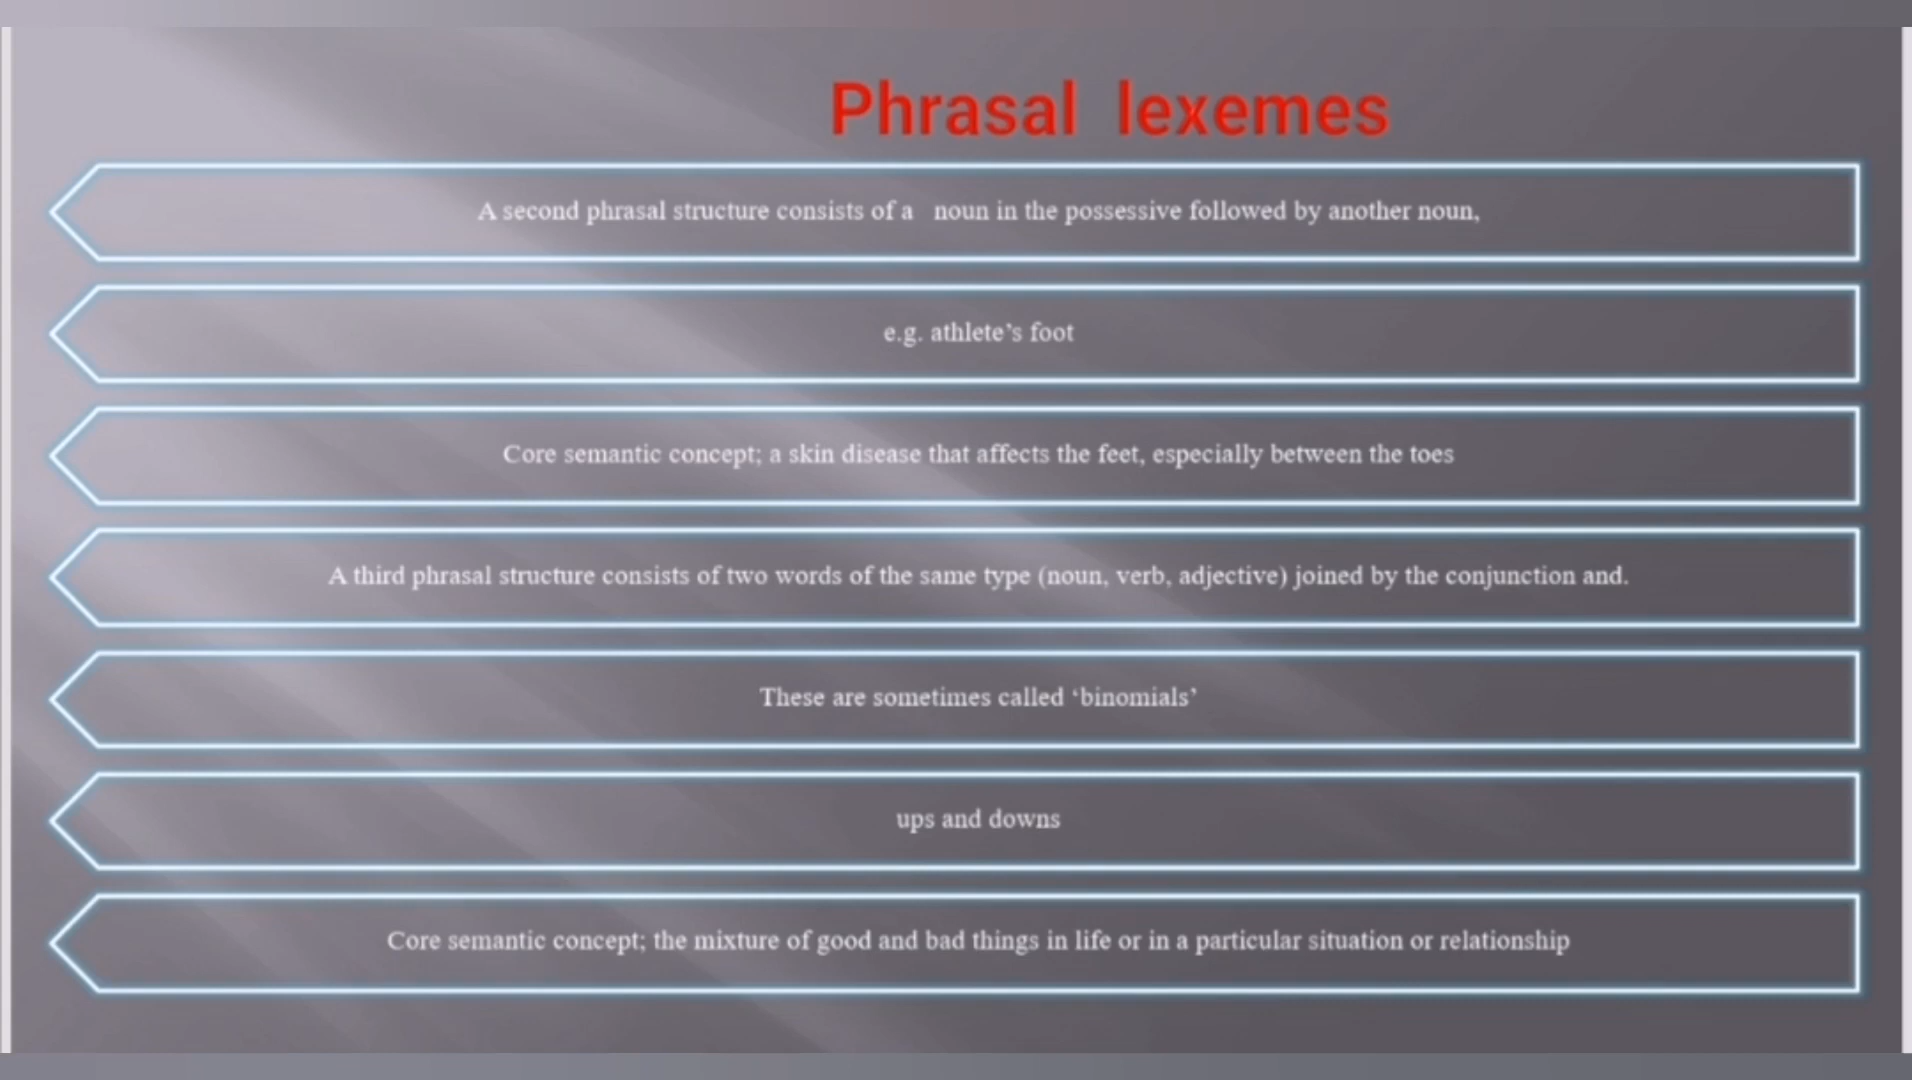 Phrasal lexemes
A second phrasal structure consists of a noun in the possessive followed by another noun,
e.g. athlete’s foot
Core semantic concept; a skin disease that affects the feet, especially between the toes
A third phrasal structure consists of two words of the same type (noun, verb, adjective) joined by the conjunction and.
These are sometimes called ‘binomials’
ups and downs
Core semantic concept; the mixture of good and bad things in life or in a particular situation or relationship